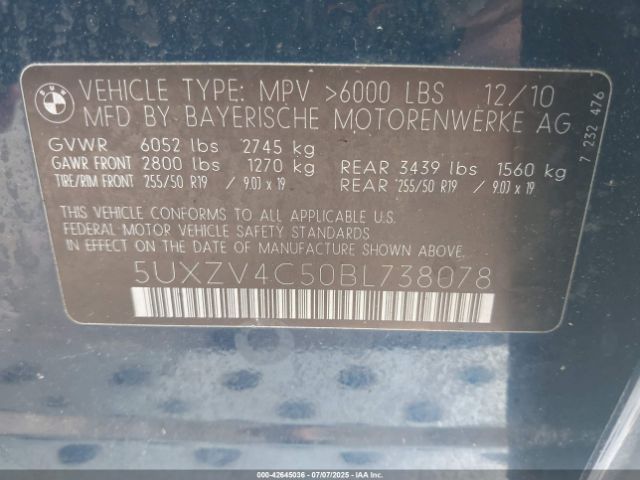 BMW
VEHICLE TYPE: MPV >6000 LBS 12/10
MFD BY BAYERISCHE MOTORENWERKE AG
GVWR 6052 lbs 2745 kg
GAWR FRONT 2800 lbs 1270 kg REAR 3439 lbs 1560 kg
TIRE/RIM FRONT 255/50 R19 / 9.0J x 19 REAR 255/50 R19 / 9.0J x 19
THIS VEHICLE CONFORMS TO ALL APPLICABLE U.S.
FEDERAL MOTOR VEHICLE SAFETY STANDARDS
IN EFFECT ON THE DATE OF MANUFACTURE SHOWN ABOVE.
5UXZV4C50BL738078
7 232 476
000-42645036 - 07/07/2025 - COPYRIGHT IAA, LLC.